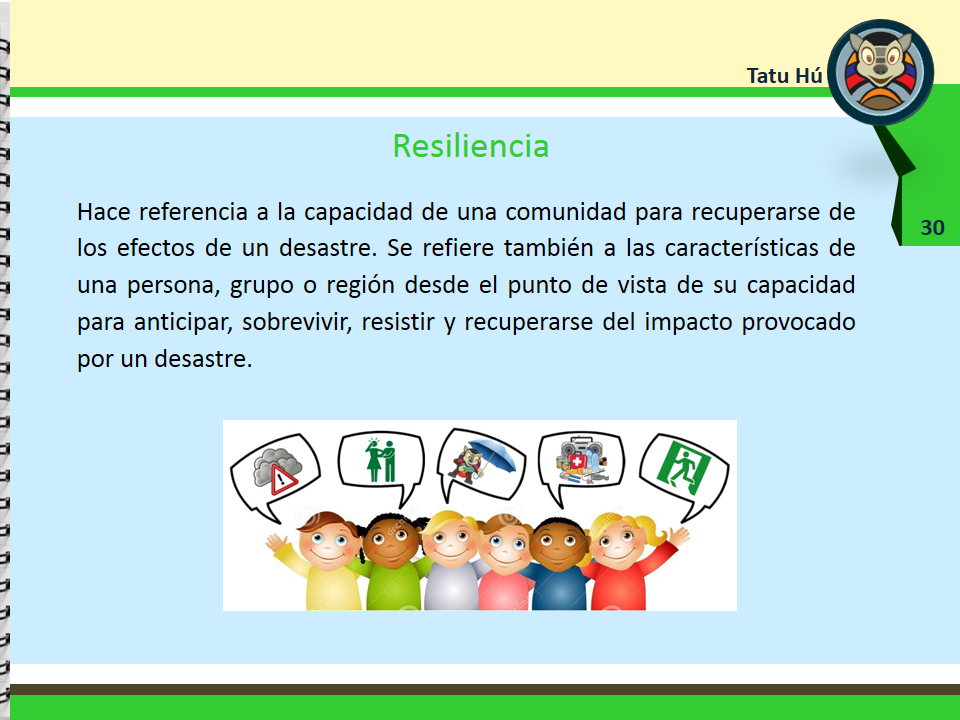 Tatu Hú
Resiliencia
30
Hace referencia a la capacidad de una comunidad para recuperarse de
los efectos de un desastre. Se refiere también a las características de
una persona, grupo o región desde el punto de vista de su capacidad
para anticipar, sobrevivir, resistir y recuperarse del impacto provocado
por un desastre.